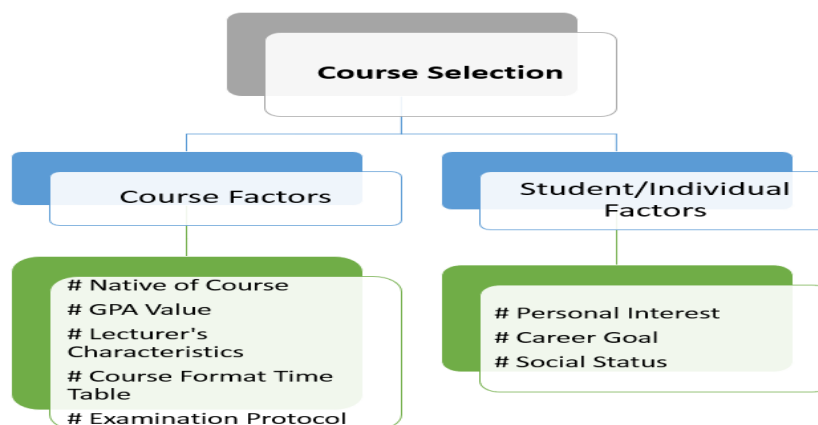 Course Selection
Course Factors
Student/Individual
Factors
# Native of Course
# GPA Value
# Lecturer's
Characteristics
# Course Format Time
Table
# Examination Protocol
# Personal Interest
# Career Goal
# Social Status